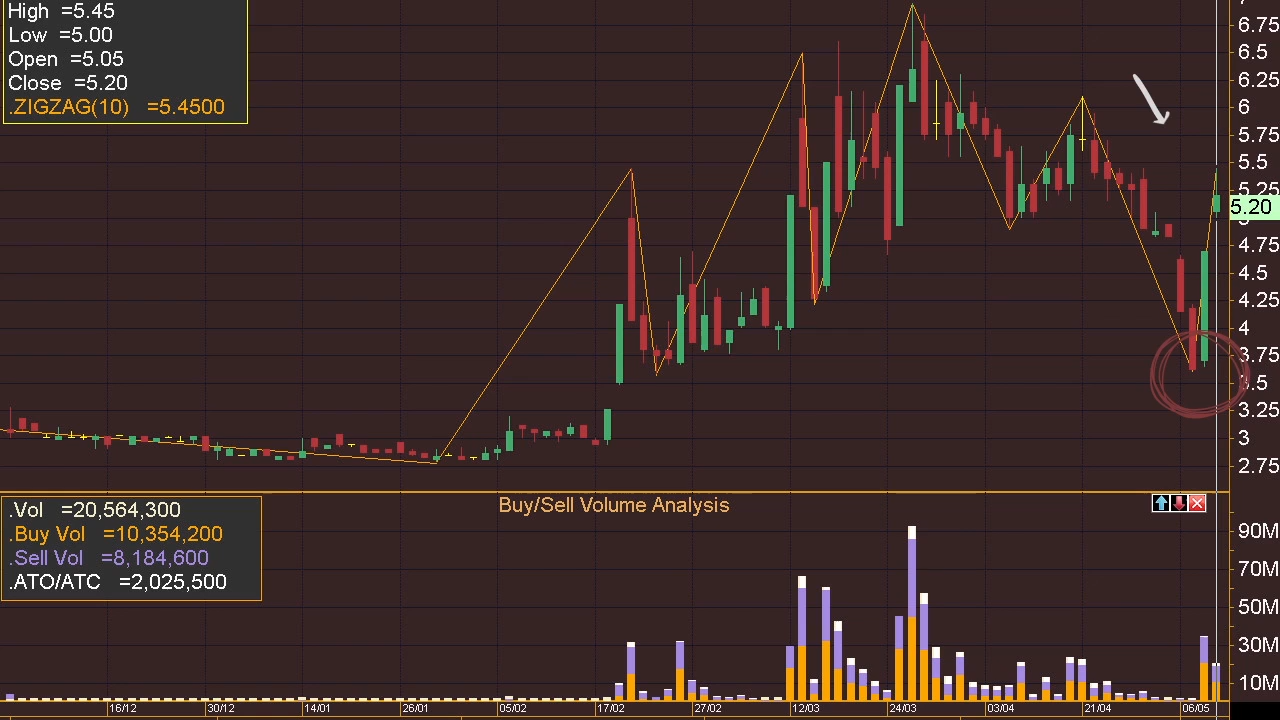 High =5.45
Low =5.00
Open =5.05
Close =5.20
.ZIGZAG(10) =5.4500
6.75
6.5
6.25
6
5.75
5.5
5.25
5.20
4.75
4.5
4.25
4
3.75
3.5
3.25
3
2.75
Buy/Sell Volume Analysis
.Vol =20,564,300
.Buy Vol =10,354,200
.Sell Vol =8,184,600
.ATO/ATC =2,025,500
90M
70M
50M
30M
10M
16/12 30/12 14/01 26/01 05/02 17/02 27/02 12/03 24/03 03/04 21/04 06/05